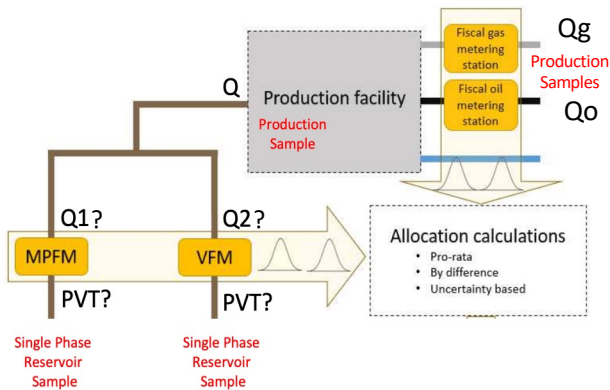 Fiscal gas
metering
station
Qg
Production
Samples
Fiscal oil
metering
station
Qo
Q
Production facility
Production
Sample
Q1?
Q2?
MPFM
VFM
PVT?
PVT?
Single Phase
Reservoir
Sample
Single Phase
Reservoir
Sample
Allocation calculations
• Pro-rata
• By difference
• Uncertainty based